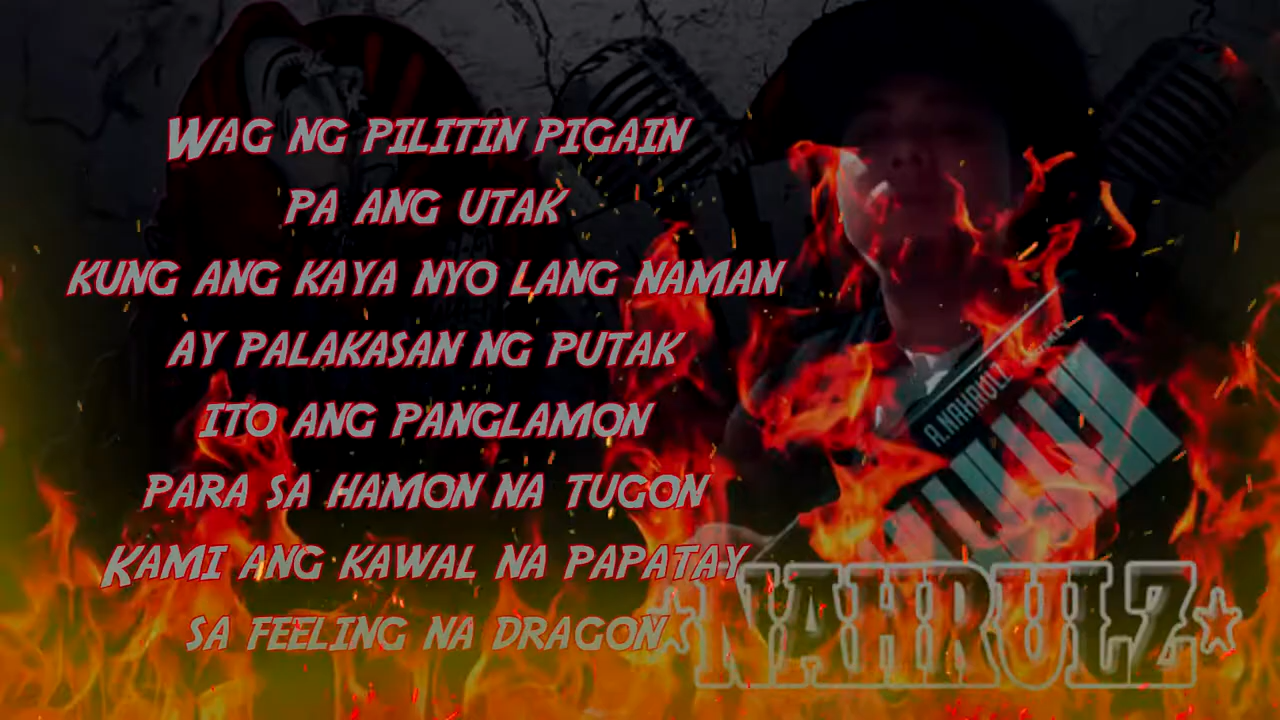 Wag ng pilitin pigain
pa ang utak
kung ang kaya nyo lang naman
ay palakasan ng putak
ito ang panglamon
para sa hamon na tugon
Kami ang kawal na papatay
sa feeling na dragon
A.NAHRULZ
NAHRULZ